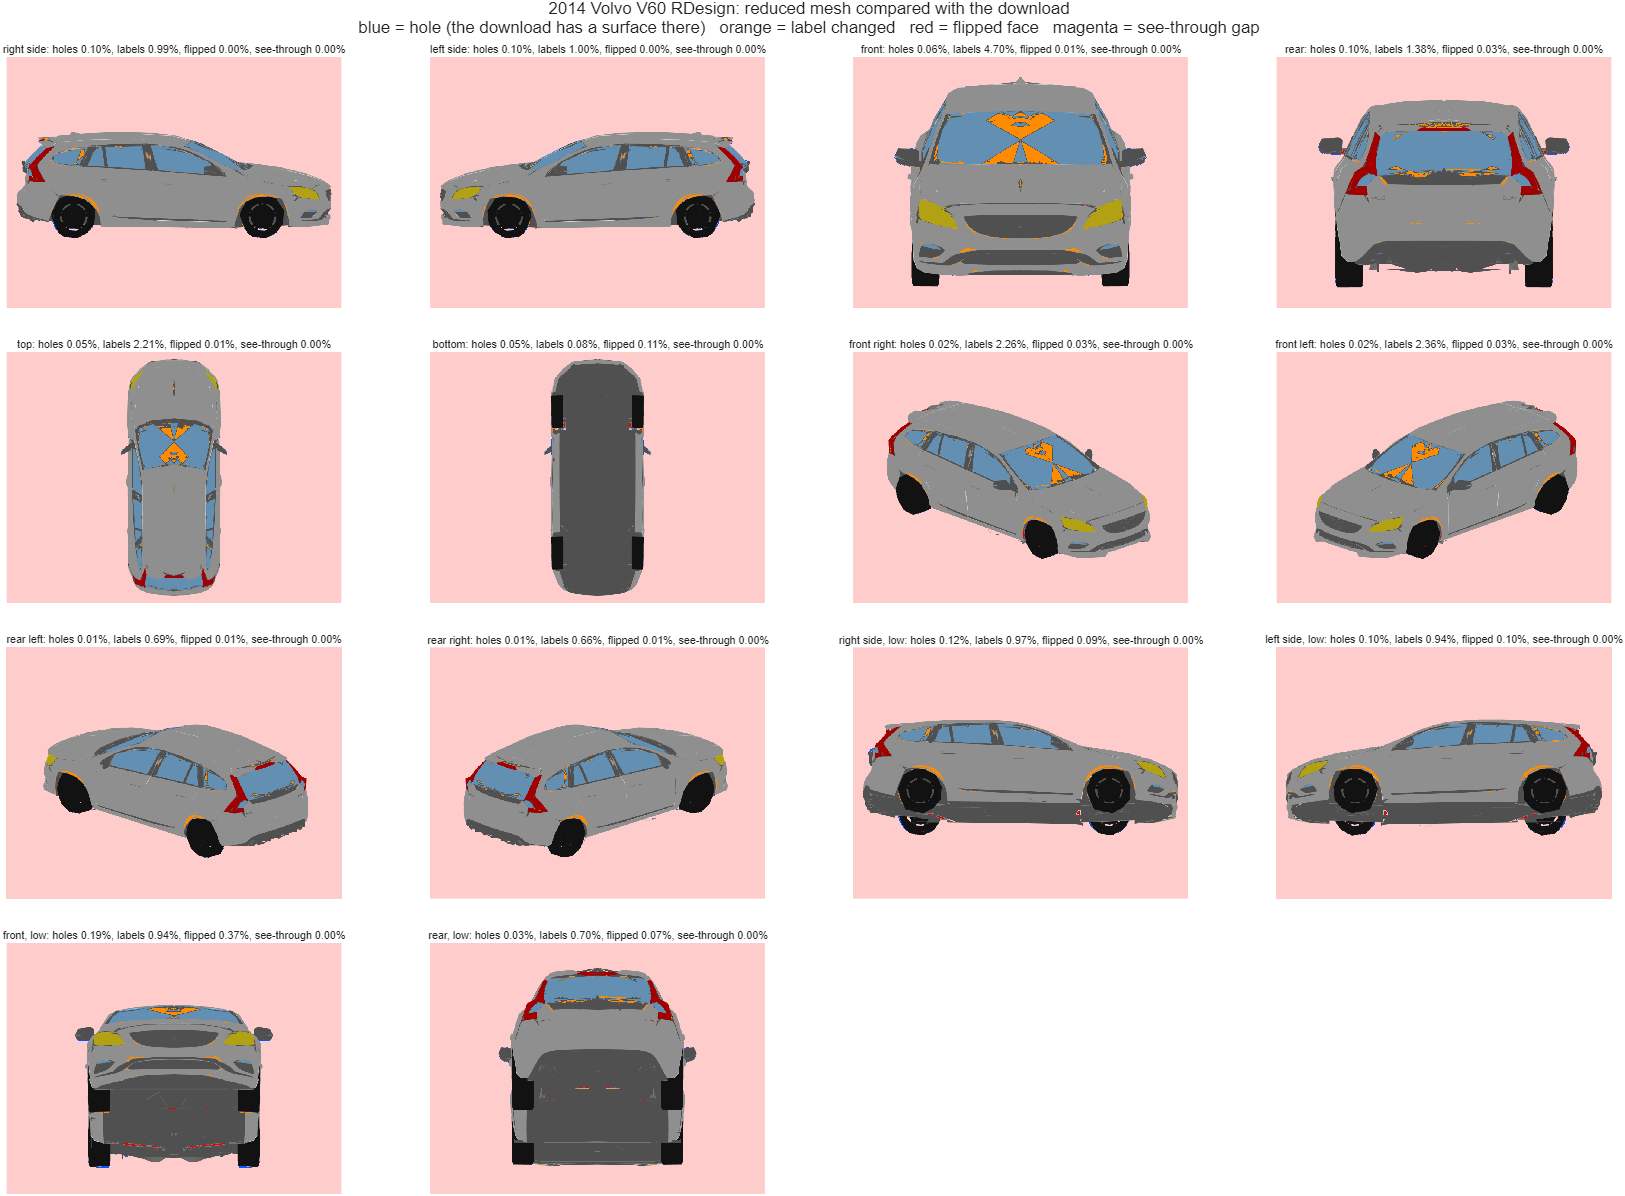 2014 Volvo V60 RDesign: reduced mesh compared with the download
blue = hole (the download has a surface there)   orange = label changed   red = flipped face   magenta = see-through gap
right side: holes 0.10%, labels 0.99%, flipped 0.00%, see-through 0.00%
left side: holes 0.10%, labels 1.00%, flipped 0.00%, see-through 0.00%
front: holes 0.06%, labels 4.70%, flipped 0.01%, see-through 0.00%
rear: holes 0.10%, labels 1.38%, flipped 0.03%, see-through 0.00%
top: holes 0.05%, labels 2.21%, flipped 0.01%, see-through 0.00%
bottom: holes 0.05%, labels 0.08%, flipped 0.11%, see-through 0.00%
front right: holes 0.02%, labels 2.26%, flipped 0.03%, see-through 0.00%
front left: holes 0.02%, labels 2.36%, flipped 0.03%, see-through 0.00%
rear left: holes 0.01%, labels 0.69%, flipped 0.01%, see-through 0.00%
rear right: holes 0.01%, labels 0.66%, flipped 0.01%, see-through 0.00%
right side, low: holes 0.12%, labels 0.97%, flipped 0.09%, see-through 0.00%
left side, low: holes 0.10%, labels 0.94%, flipped 0.10%, see-through 0.00%
front, low: holes 0.19%, labels 0.94%, flipped 0.37%, see-through 0.00%
rear, low: holes 0.03%, labels 0.70%, flipped 0.07%, see-through 0.00%